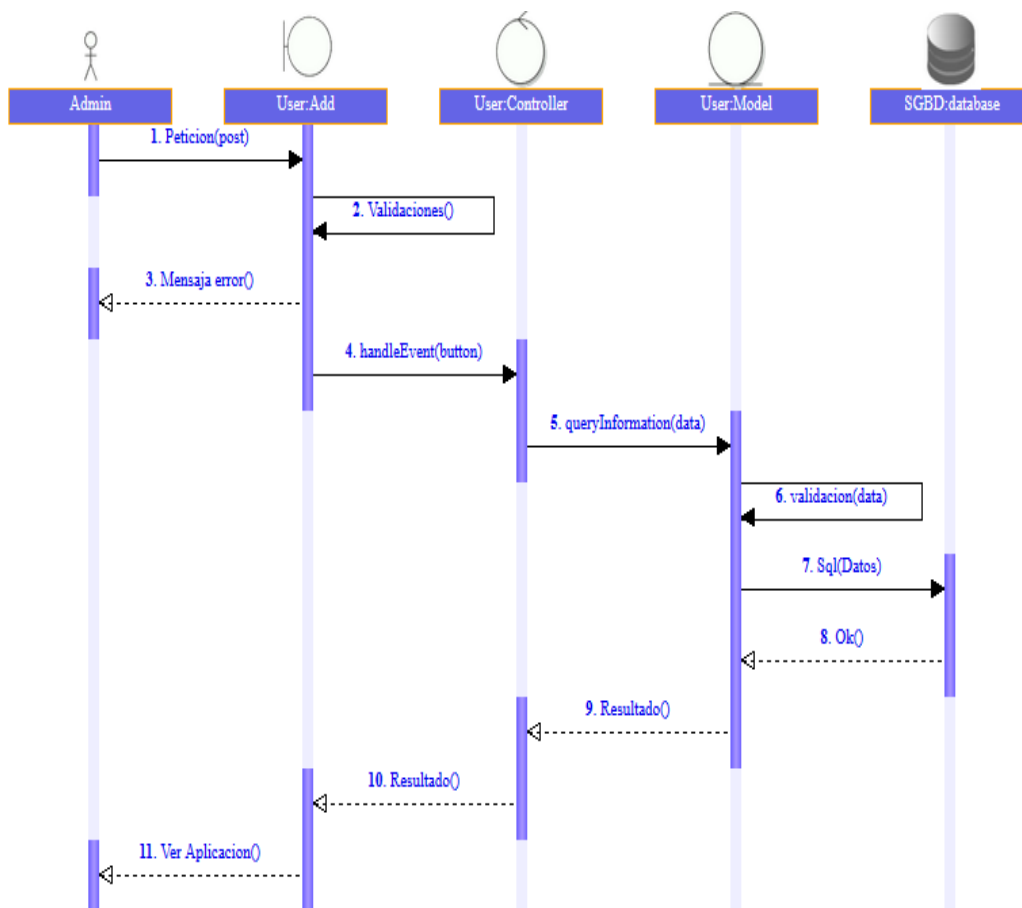 Admin
User:Add
User:Controller
User:Model
SGBD:database
1. Peticion(post)
2. Validaciones()
3. Mensaja error()
4. handleEvent(button)
5. queryInformation(data)
6. validacion(data)
7. Sql(Datos)
8. Ok()
9. Resultado()
10. Resultado()
11. Ver Aplicacion()